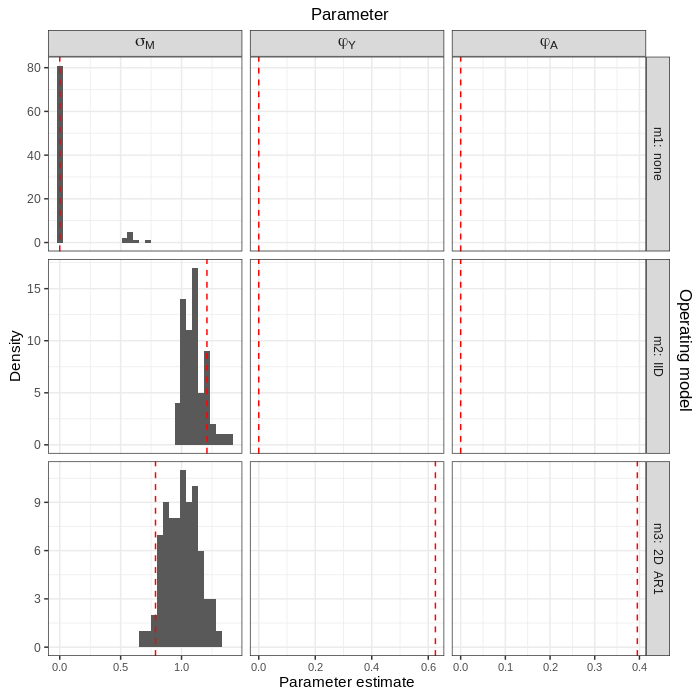 Parameter
σM
φY
φA
80
60
40
20
0
m1: none
15
10
5
0
m2: IID
9
6
3
0
m3: 2D AR1
Density
Operating model
0.0 0.5 1.0
0.0 0.2 0.4 0.6
0.0 0.1 0.2 0.3 0.4
Parameter estimate